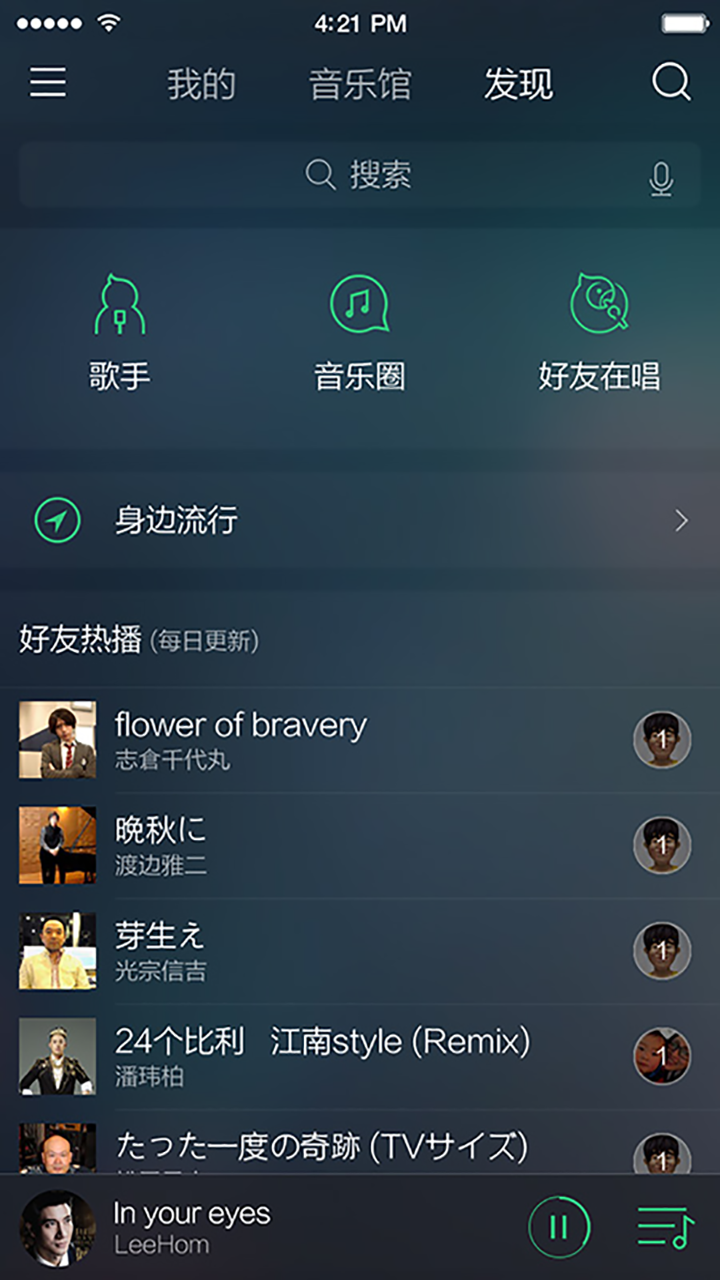 4:21 PM
我的 音乐馆 发现
搜索
歌手 音乐圈 好友在唱
身边流行
好友热播 (每日更新)
flower of bravery
志倉千代丸
1
晚秋に
渡边雅二
1
芽生え
光宗信吉
1
24个比利 江南style (Remix)
潘玮柏
1
たった一度の奇跡 (TVサイズ)
1
In your eyes
LeeHom